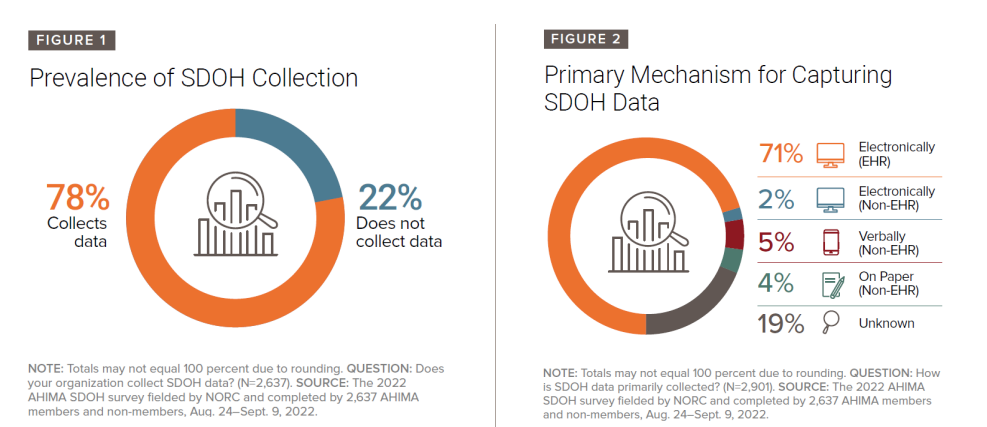 FIGURE 1
Prevalence of SDOH Collection
78%
Collects
data
22%
Does not
collect data
NOTE: Totals may not equal 100 percent due to rounding. QUESTION: Does
your organization collect SDOH data? (N=2,637). SOURCE: The 2022
AHIMA SDOH survey fielded by NORC and completed by 2,637 AHIMA
members and non-members, Aug. 24–Sept. 9, 2022.
FIGURE 2
Primary Mechanism for Capturing
SDOH Data
71%
Electronically
(EHR)
2%
Electronically
(Non-EHR)
5%
Verbally
(Non-EHR)
4%
On Paper
(Non-EHR)
19%
Unknown
NOTE: Totals may not equal 100 percent due to rounding. QUESTION: How
is SDOH data primarily collected? (N=2,901). SOURCE: The 2022 AHIMA
SDOH survey fielded by NORC and completed by 2,637 AHIMA members
and non-members, Aug. 24–Sept. 9, 2022.